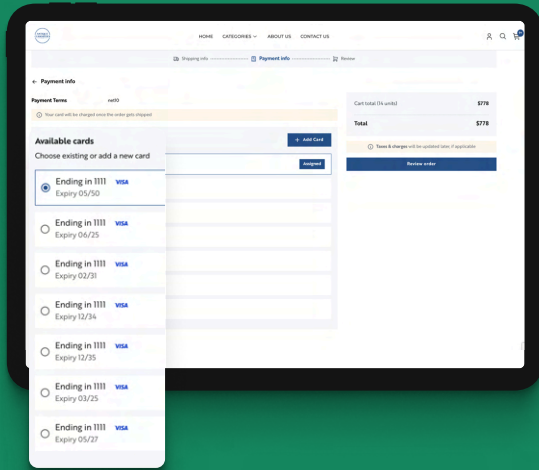 HOME CATEGORIES ABOUT US CONTACT US
Shipping info Payment info Review
← Payment info
Payment Terms net10
Your card will be charged once the order gets shipped
Cart total (14 units) $778
Total $778
Taxes & charges will be updated later, if applicable
Review order
Available cards
+ Add Card
Choose existing or add a new card
Assigned
Ending in 1111 VISA
Expiry 05/50
Ending in 1111 VISA
Expiry 06/25
Ending in 1111 VISA
Expiry 02/31
Ending in 1111 VISA
Expiry 12/34
Ending in 1111 VISA
Expiry 12/35
Ending in 1111 VISA
Expiry 03/25
Ending in 1111 VISA
Expiry 05/27